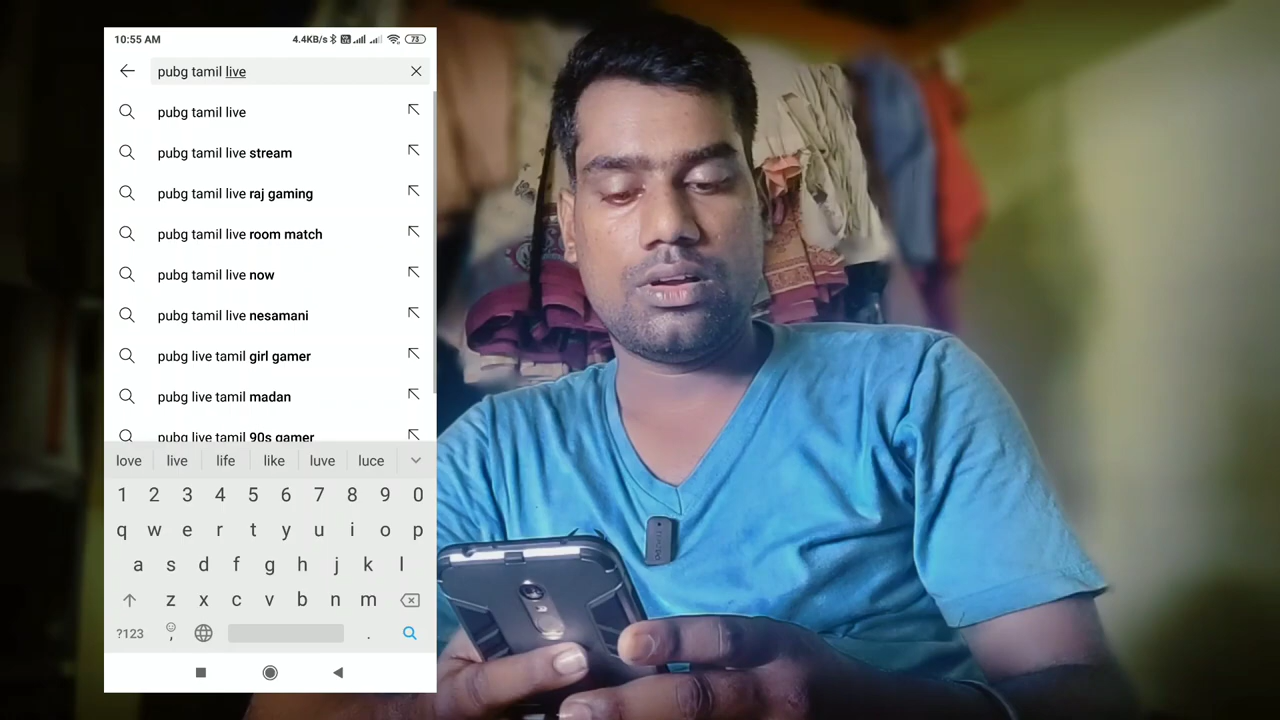 10:55 AM 4.4KB/s 73
pubg tamil live
pubg tamil live
pubg tamil live stream
pubg tamil live raj gaming
pubg tamil live room match
pubg tamil live now
pubg tamil live nesamani
pubg live tamil girl gamer
pubg live tamil madan
pubg live tamil 90s gamer
love live life like luve luce
1 2 3 4 5 6 7 8 9 0
q w e r t y u i o p
a s d f g h j k l
z x c v b n m
?123 , .